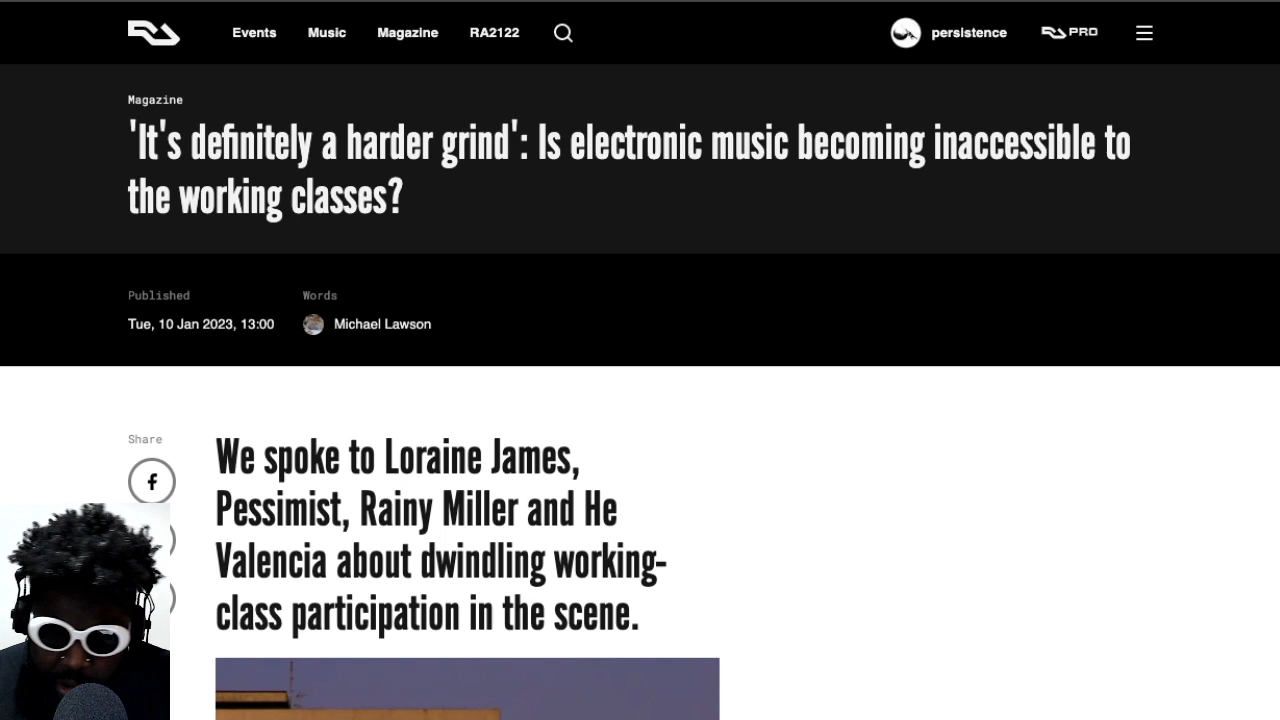 Events Music Magazine RA2122 persistence PRO
Magazine
'It's definitely a harder grind': Is electronic music becoming inaccessible to
the working classes?
Published Words
Tue, 10 Jan 2023, 13:00 Michael Lawson
Share
We spoke to Loraine James,
Pessimist, Rainy Miller and He
Valencia about dwindling working-
class participation in the scene.